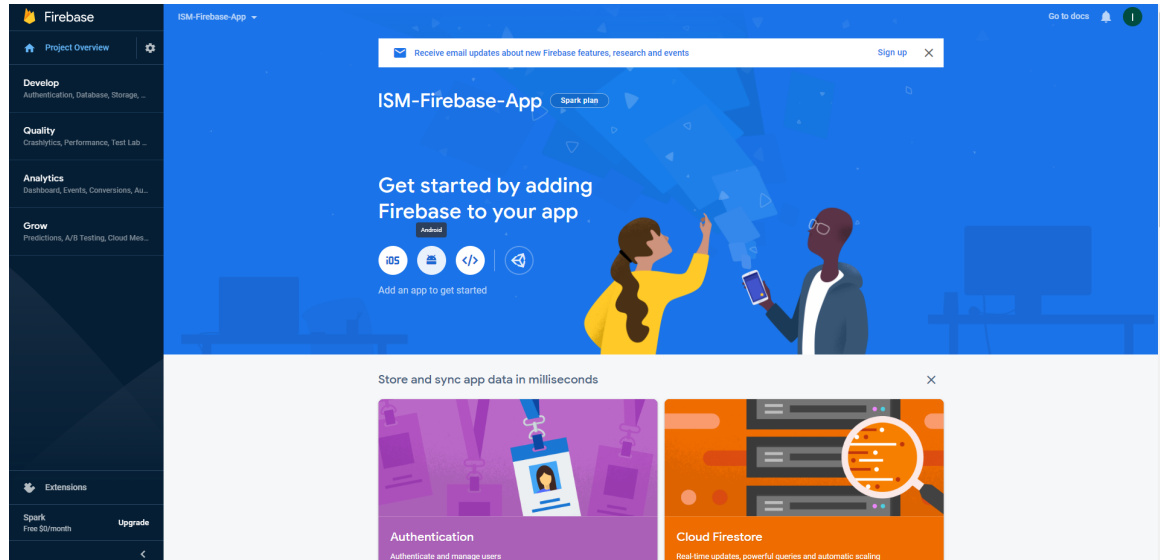 Firebase
Project Overview
Develop
Authentication, Database, Storage, ...
Quality
Crashlytics, Performance, Test Lab ...
Analytics
Dashboard, Events, Conversions, Au...
Grow
Predictions, A/B Testing, Cloud Mes...
Extensions
Spark
Free $0/month
Upgrade
ISM-Firebase-App
Go to docs
I
Receive email updates about new Firebase features, research and events
Sign up
ISM-Firebase-App Spark plan
Get started by adding
Firebase to your app
Android
iOS
</>
Add an app to get started
Store and sync app data in milliseconds
Authentication
Authenticate and manage users
Cloud Firestore
Real-time updates, powerful queries and automatic scaling